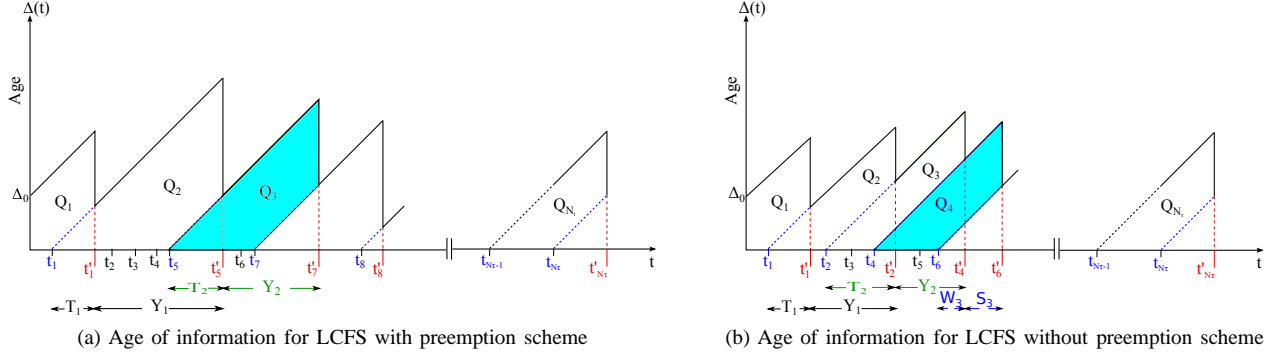 Δ(t)
Age
Δ0
Q1
Q2
Q3
QNτ
t1
t'1
t2
t3
t4
t5
t'5
t6
t7
t'7
t8
t'8
tNτ-1
tNτ
t'Nτ
t
T1
Y1
T2
Y2
(a) Age of information for LCFS with preemption scheme
Δ(t)
Age
Δ0
Q1
Q2
Q3
Q4
QNτ
t1
t'1
t2
t3
t4
t'2
t5
t6
t'4
t'6
tNτ-1
tNτ
t'Nτ
t
T1
Y1
T2
Y2
W3
S3
(b) Age of information for LCFS without preemption scheme